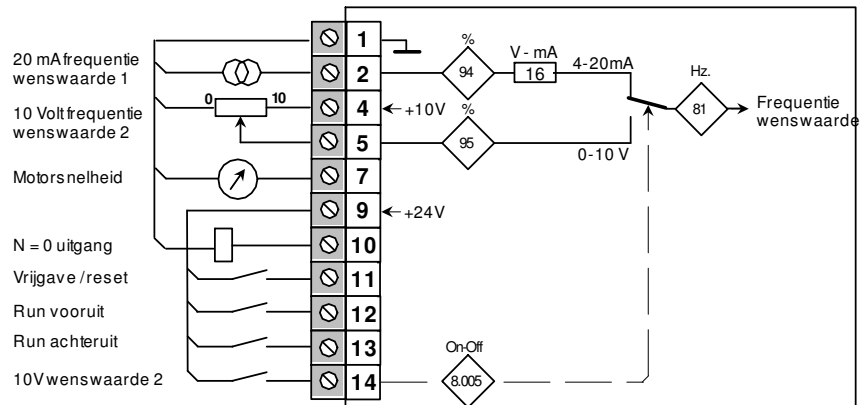 1
20 mA frequentie
wenswaarde 1
2
%
94
V - mA
16
4-20mA
Hz.
81
Frequentie
wenswaarde
0 10
10 Volt frequentie
wenswaarde 2
4
+10V
5
%
95
0-10 V
Motorsnelheid
7
9
+24V
N = 0 uitgang
10
Vrijgave / reset
11
Run vooruit
12
Run achteruit
13
10V wenswaarde 2
14
On-Off
8.005